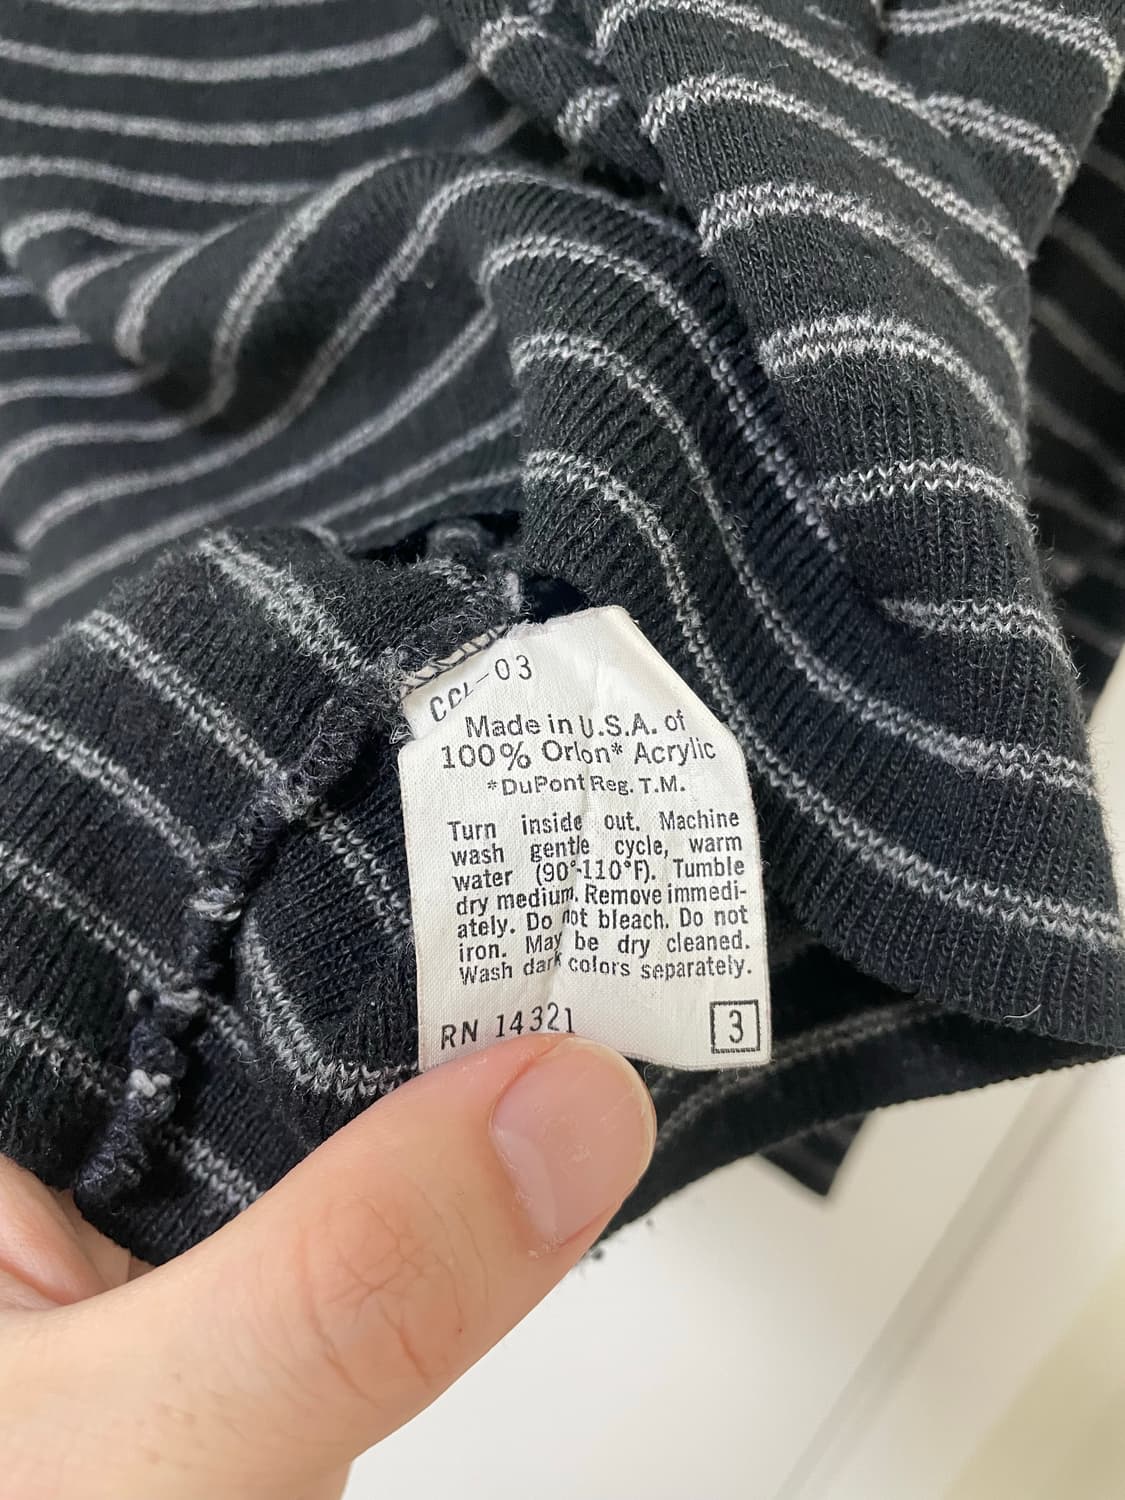 CCL-03
Made in U.S.A. of
100% Orlon* Acrylic
*DuPont Reg. T.M.
Turn inside out. Machine
wash gentle cycle, warm
water (90°-110°F). Tumble
dry medium. Remove immedi-
ately. Do not bleach. Do not
iron. May be dry cleaned.
Wash dark colors separately.
RN 14321
3